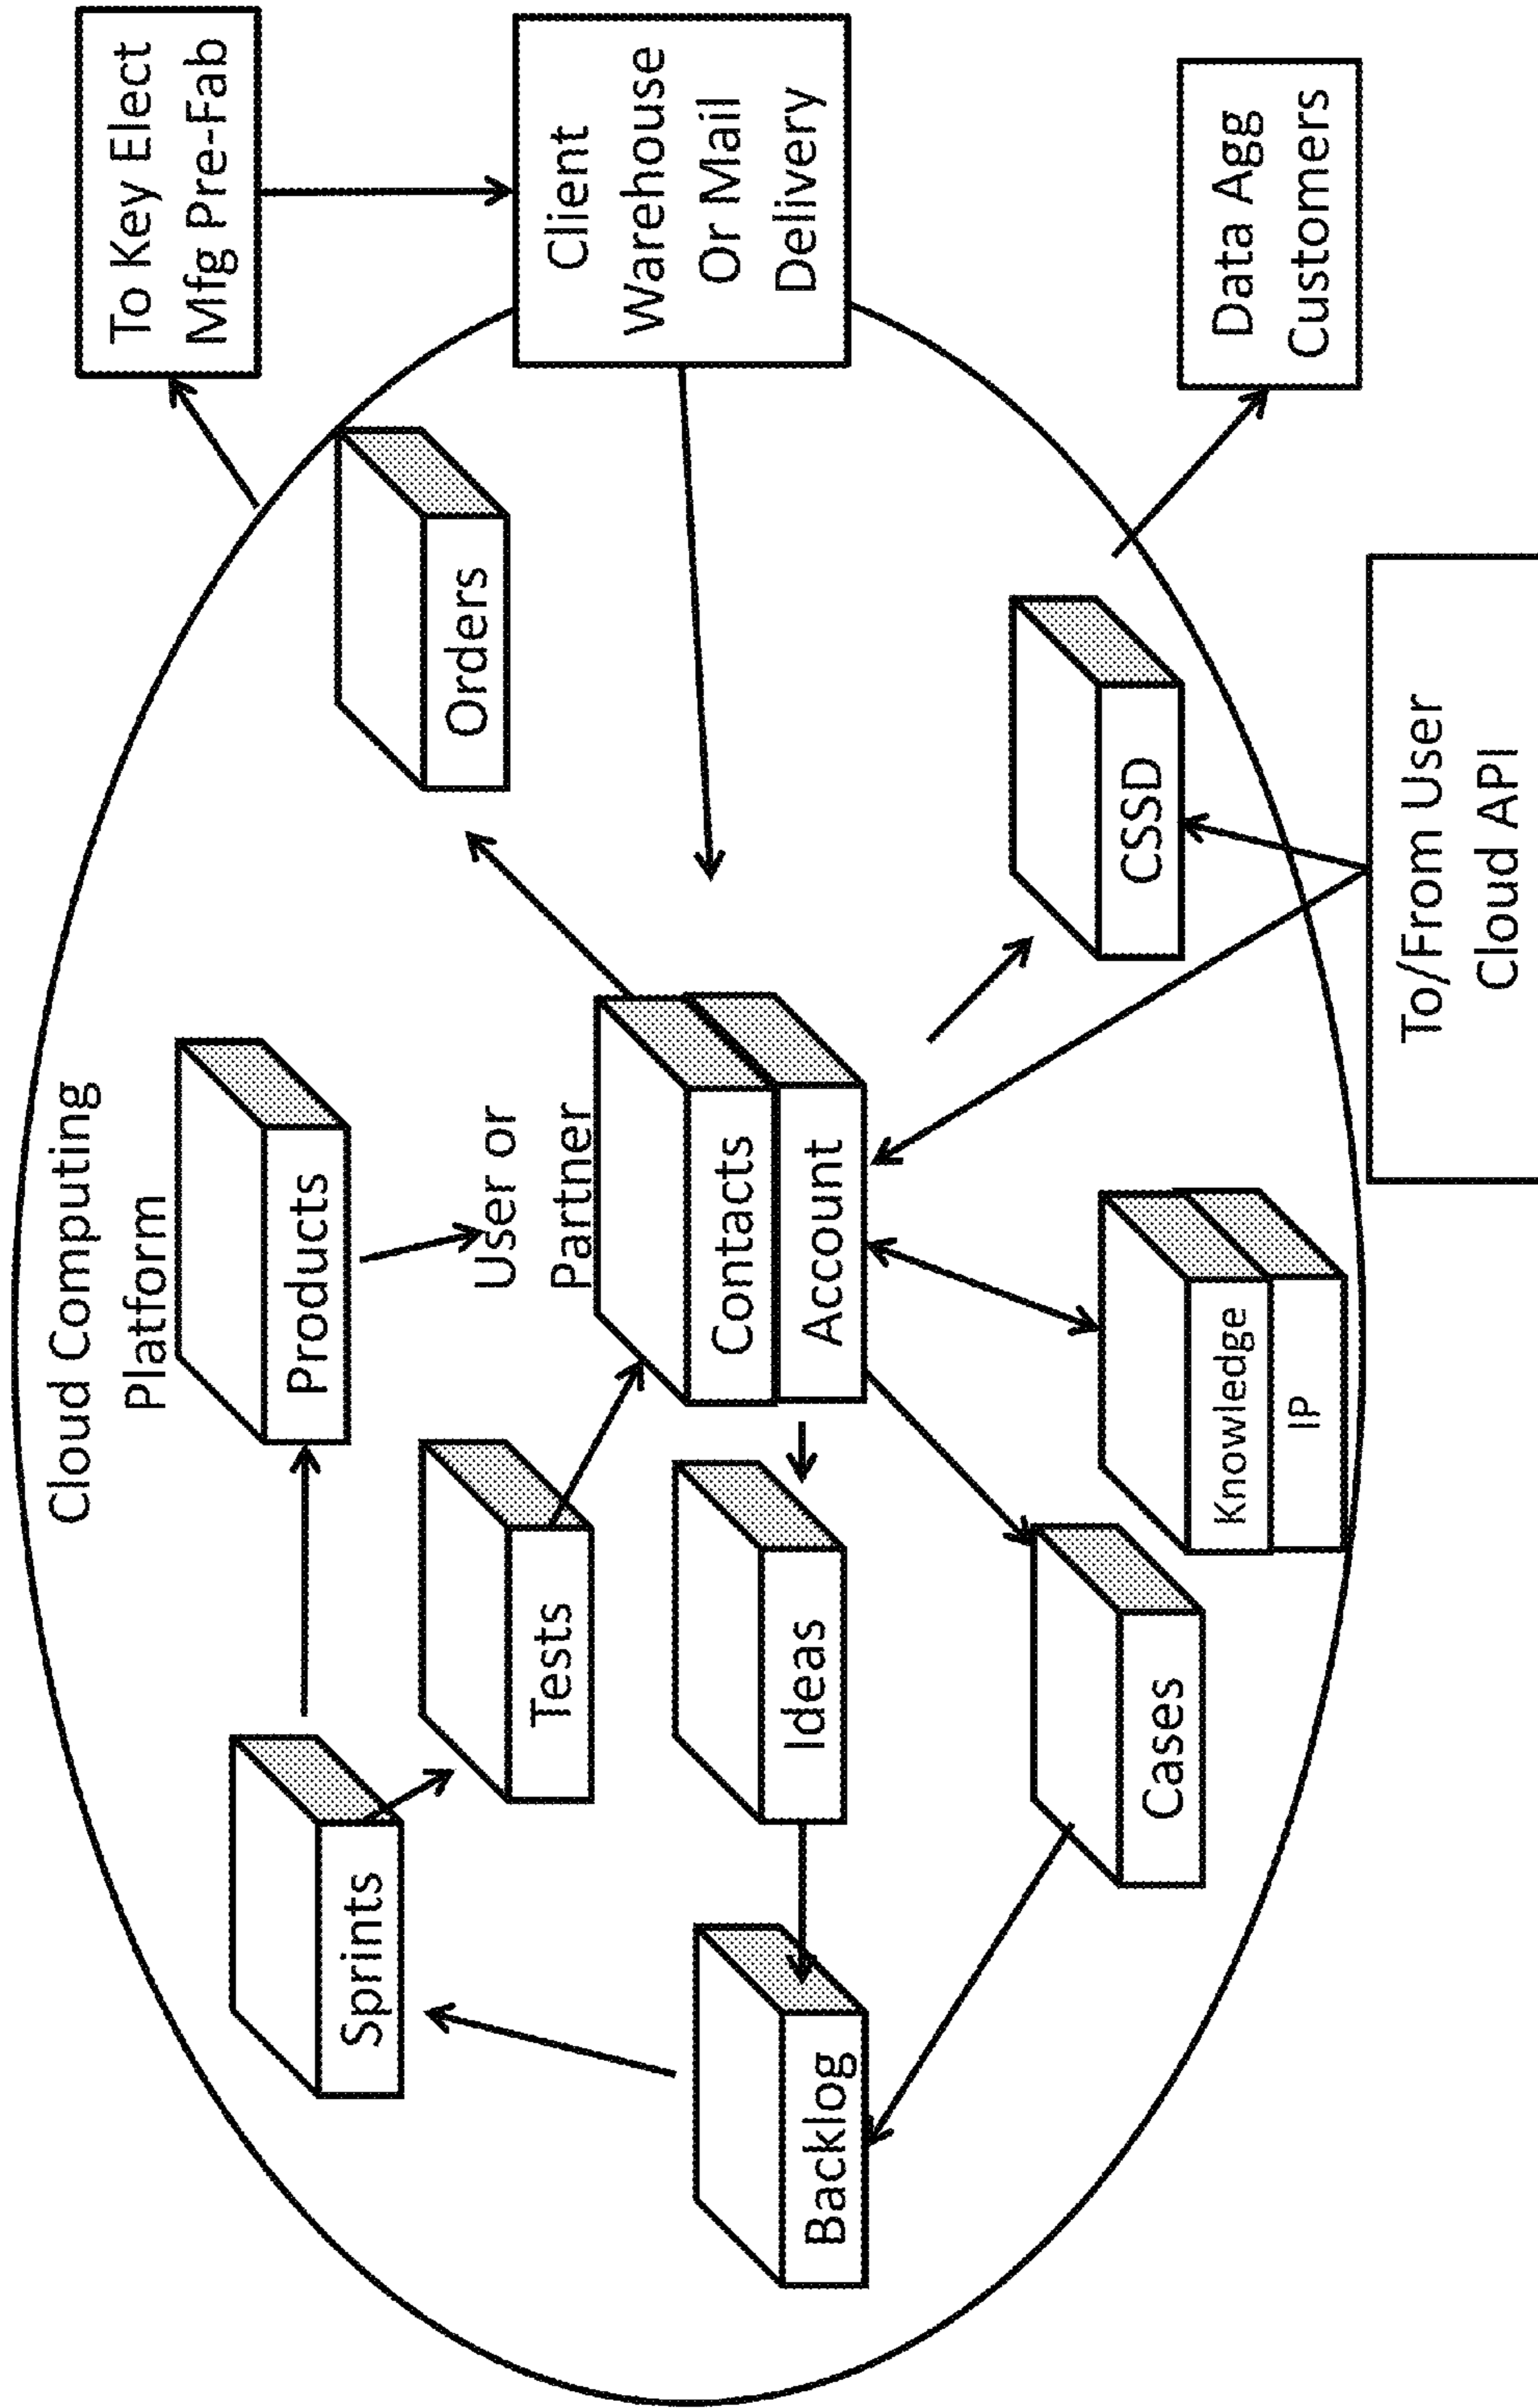 Cloud Computing
Platform
To Key Elect
Mfg Pre-Fab
Sprints
Products
Orders
Tests
User or
Partner
Client
Warehouse
Or Mail
Delivery
Backlog
Ideas
Contacts
Account
Cases
Knowledge
IP
CSSD
Data Agg
Customers
To/From User
Cloud API